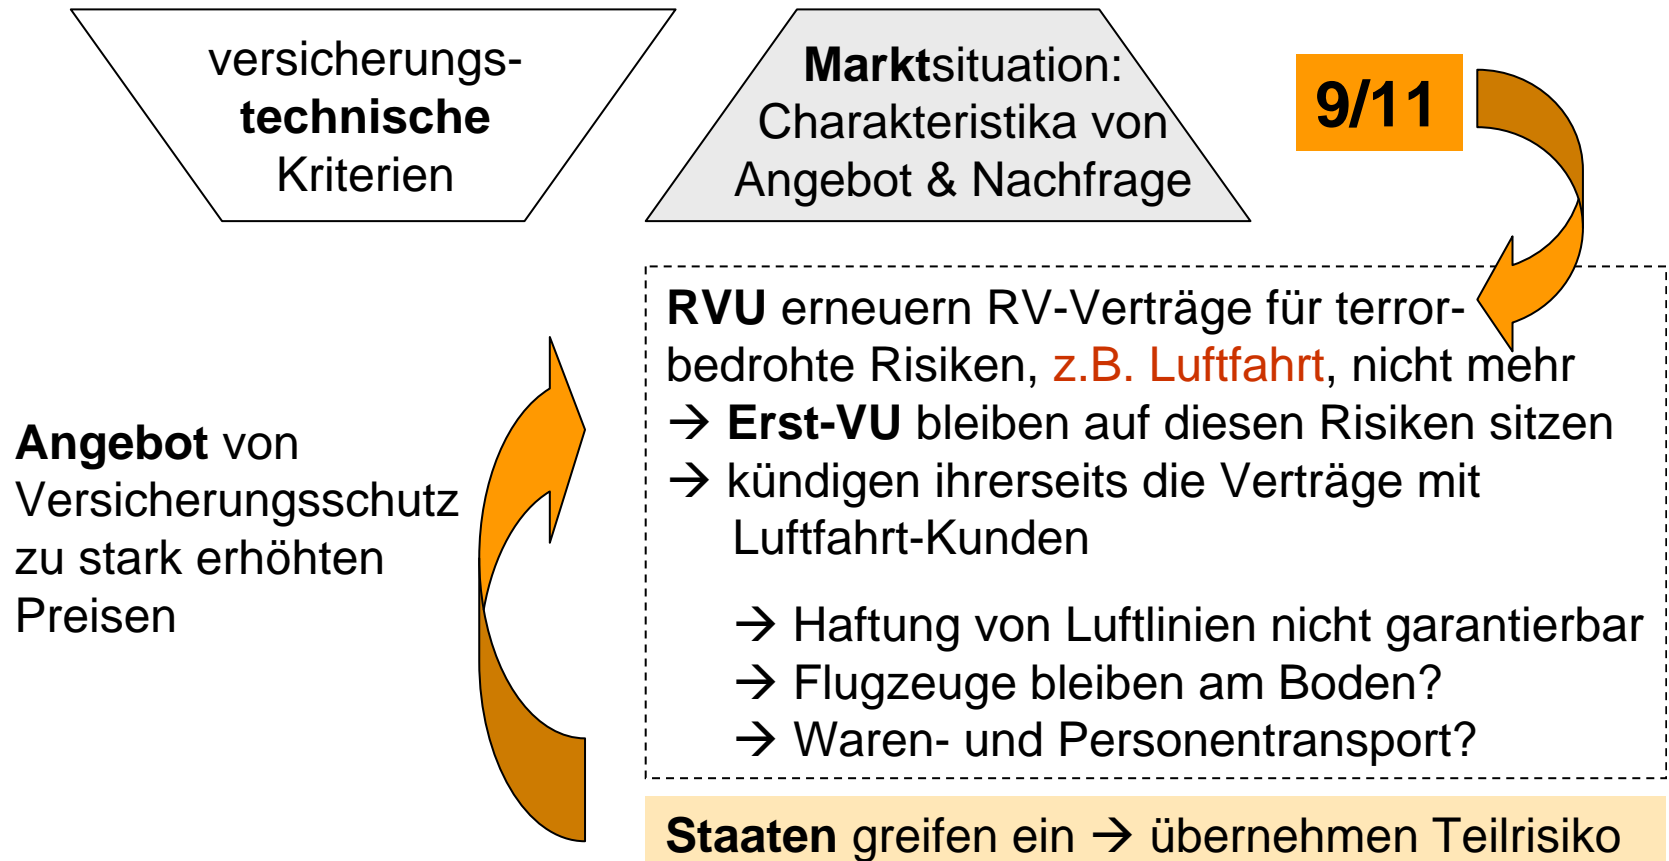 versicherungs-
technische
Kriterien
Marktsituation:
Charakteristika von
Angebot & Nachfrage
9/11
RVU erneuern RV-Verträge für terror-
bedrohte Risiken, z.B. Luftfahrt, nicht mehr
→ Erst-VU bleiben auf diesen Risiken sitzen
→ kündigen ihrerseits die Verträge mit
Luftfahrt-Kunden
→ Haftung von Luftlinien nicht garantierbar
→ Flugzeuge bleiben am Boden?
→ Waren- und Personentransport?
Staaten greifen ein → übernehmen Teilrisiko
Angebot von
Versicherungsschutz
zu stark erhöhten
Preisen